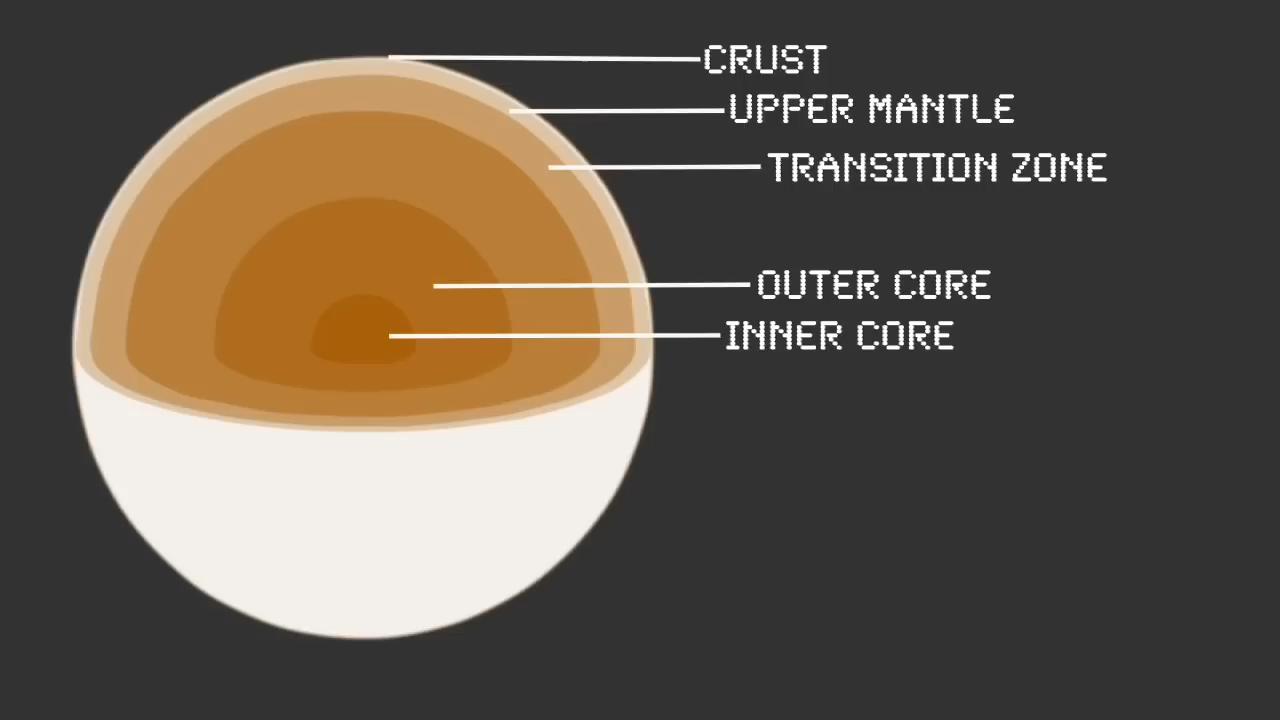 CRUST
UPPER MANTLE
TRANSITION ZONE
OUTER CORE
INNER CORE